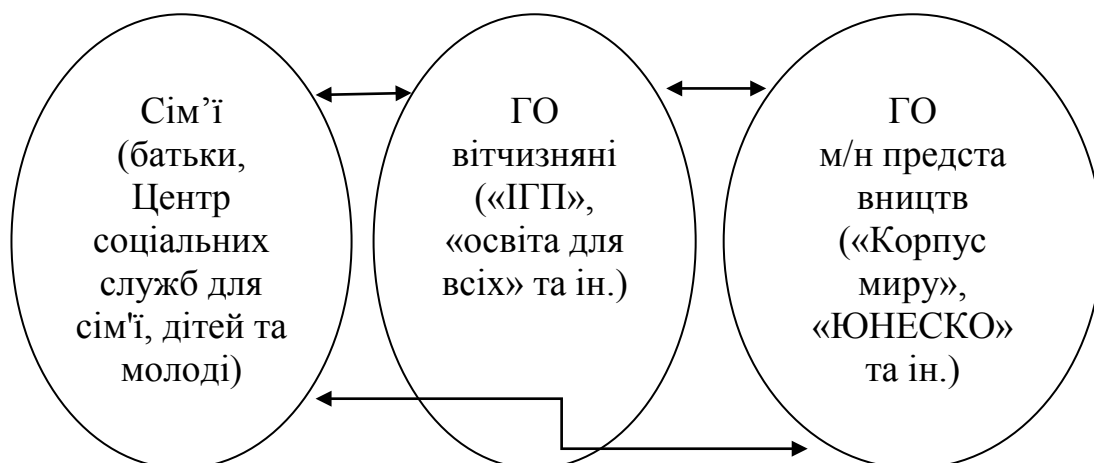 Сім’ї
(батьки,
Центр
соціальних
служб для
сім'ї, дітей та
молоді)
ГО
вітчизняні
(«ІГП»,
«освіта для
всіх» та ін.)
ГО
м/н предста
вництв
(«Корпус
миру»,
«ЮНЕСКО»
та ін.)